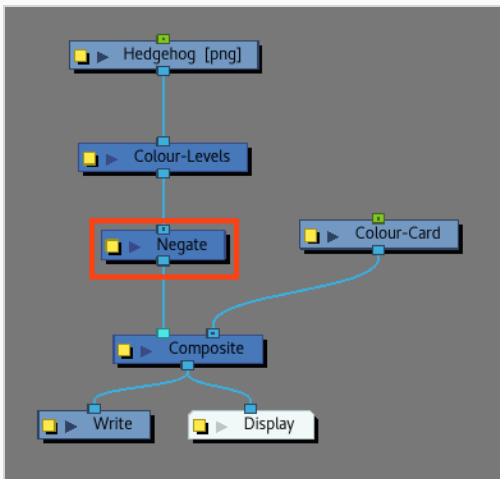 Hedgehog [png]
Colour-Levels
Negate
Colour-Card
Composite
Write
Display